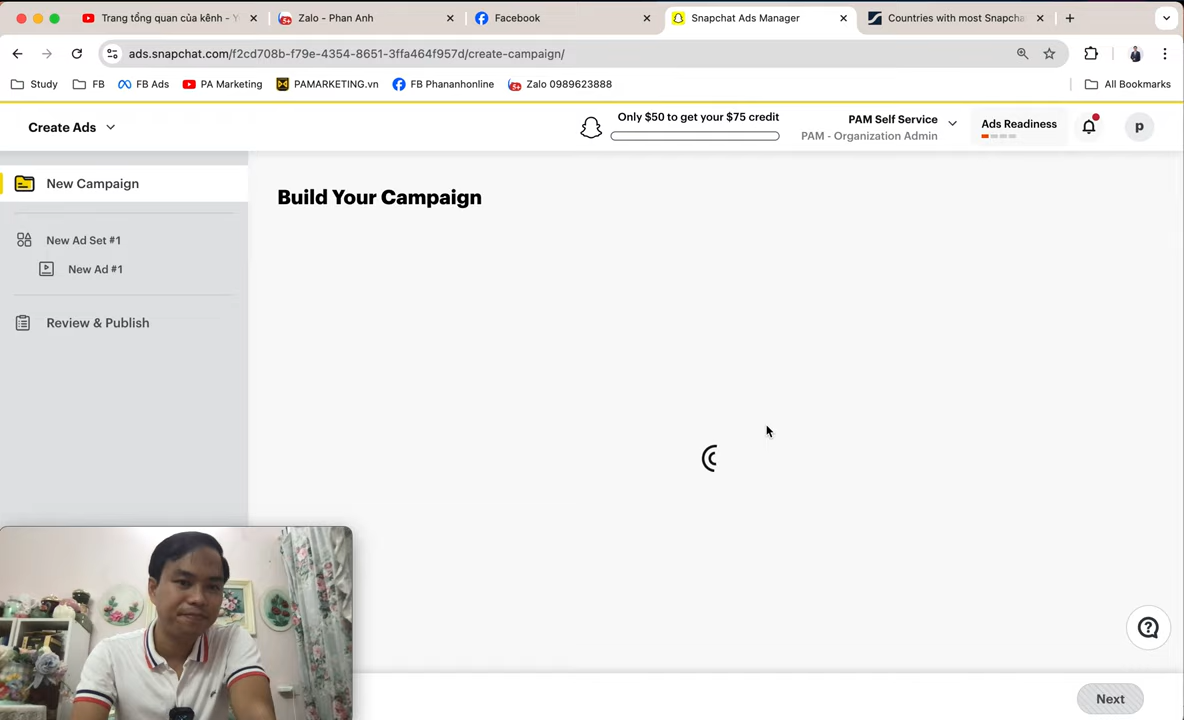 Trang tổng quan của kênh - Y
Zalo - Phan Anh
Facebook
Snapchat Ads Manager
Countries with most Snapcha
ads.snapchat.com/f2cd708b-f79e-4354-8651-3ffa464f957d/create-campaign/
Study
FB
FB Ads
PA Marketing
PAMARKETING.vn
FB Phananhonline
Zalo 0989623888
All Bookmarks
Create Ads
Only $50 to get your $75 credit
PAM Self Service
PAM - Organization Admin
Ads Readiness
p
New Campaign
Build Your Campaign
New Ad Set #1
New Ad #1
Review & Publish
Next